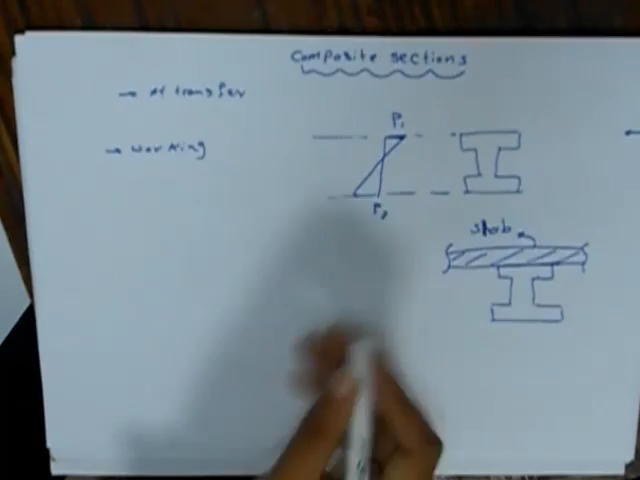 Composite sections
→ At transfer
→ Working
P₁
P₂
slab